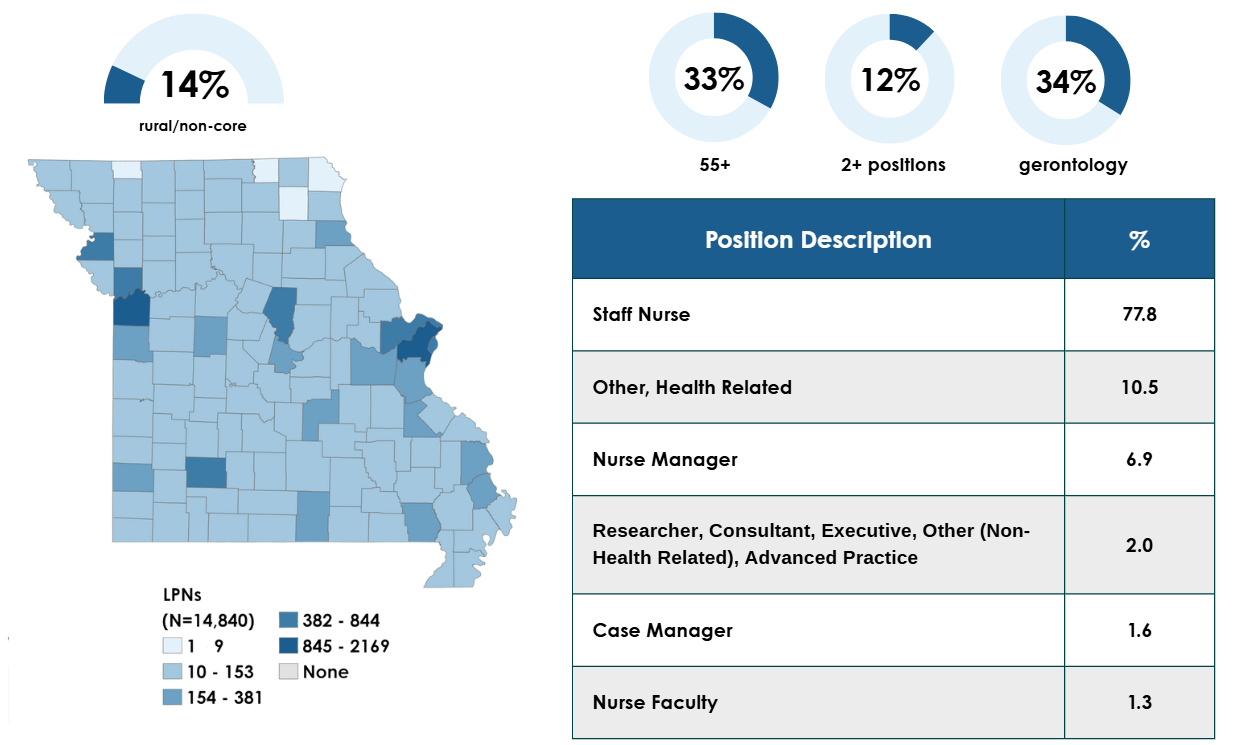 14%
rural/non-core
33%
55+
12%
2+ positions
34%
gerontology
LPNs
(N=14,840)
1 9
10 - 153
154 - 381
382 - 844
845 - 2169
None
Position Description %
Staff Nurse 77.8
Other, Health Related 10.5
Nurse Manager 6.9
Researcher, Consultant, Executive, Other (Non-
Health Related), Advanced Practice 2.0
Case Manager 1.6
Nurse Faculty 1.3